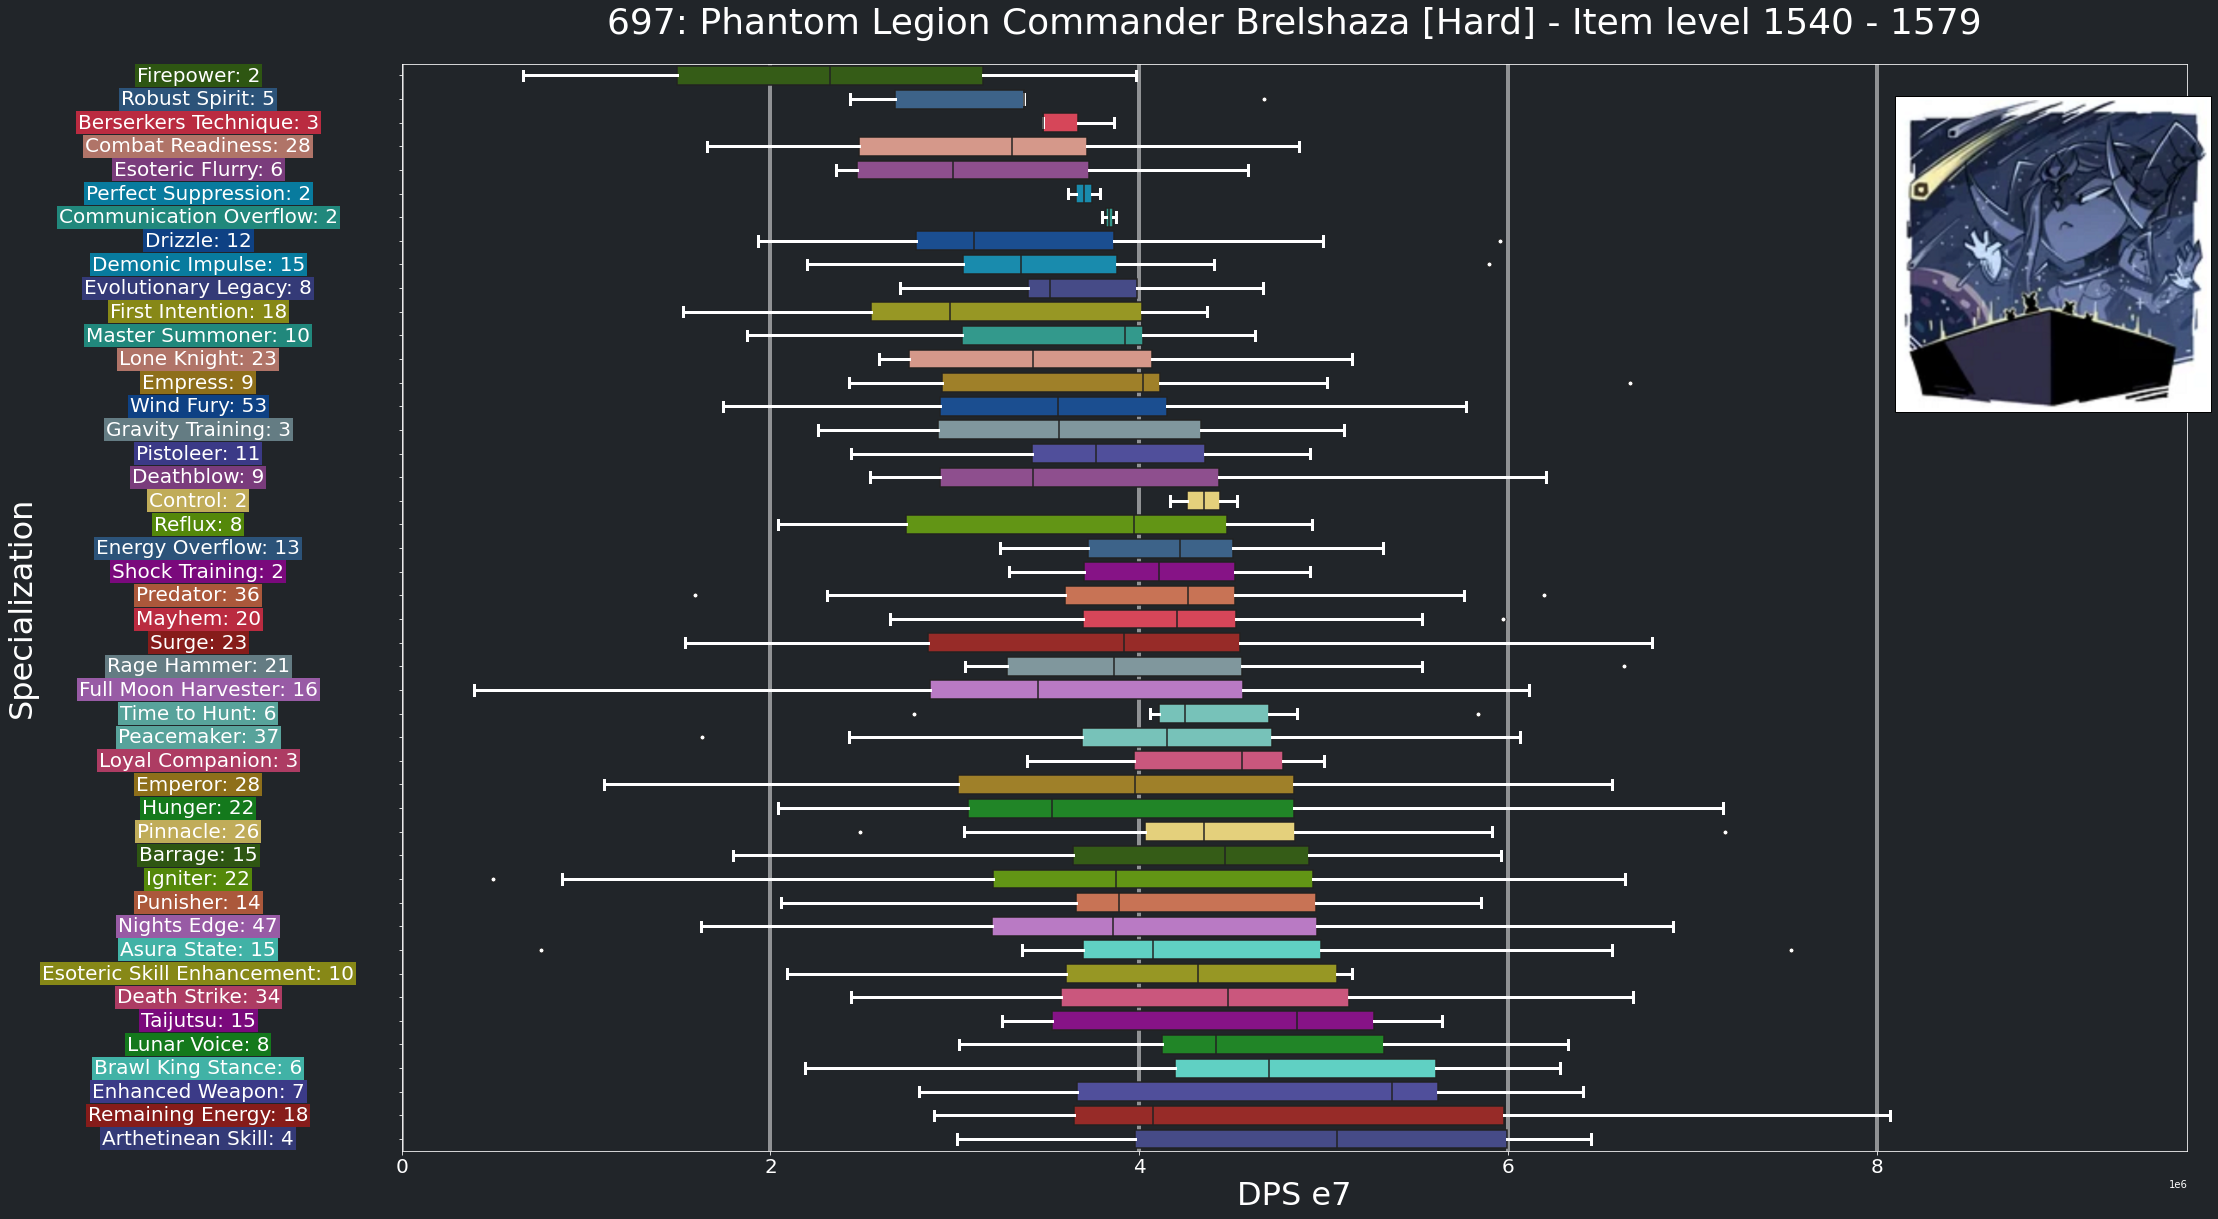 697: Phantom Legion Commander Brelshaza [Hard] - Item level 1540 - 1579
Specialization
Firepower: 2
Robust Spirit: 5
Berserkers Technique: 3
Combat Readiness: 28
Esoteric Flurry: 6
Perfect Suppression: 2
Communication Overflow: 2
Drizzle: 12
Demonic Impulse: 15
Evolutionary Legacy: 8
First Intention: 18
Master Summoner: 10
Lone Knight: 23
Empress: 9
Wind Fury: 53
Gravity Training: 3
Pistoleer: 11
Deathblow: 9
Control: 2
Reflux: 8
Energy Overflow: 13
Shock Training: 2
Predator: 36
Mayhem: 20
Surge: 23
Rage Hammer: 21
Full Moon Harvester: 16
Time to Hunt: 6
Peacemaker: 37
Loyal Companion: 3
Emperor: 28
Hunger: 22
Pinnacle: 26
Barrage: 15
Igniter: 22
Punisher: 14
Nights Edge: 47
Asura State: 15
Esoteric Skill Enhancement: 10
Death Strike: 34
Taijutsu: 15
Lunar Voice: 8
Brawl King Stance: 6
Enhanced Weapon: 7
Remaining Energy: 18
Arthetinean Skill: 4
0 2 4 6 8
1e6
DPS e7